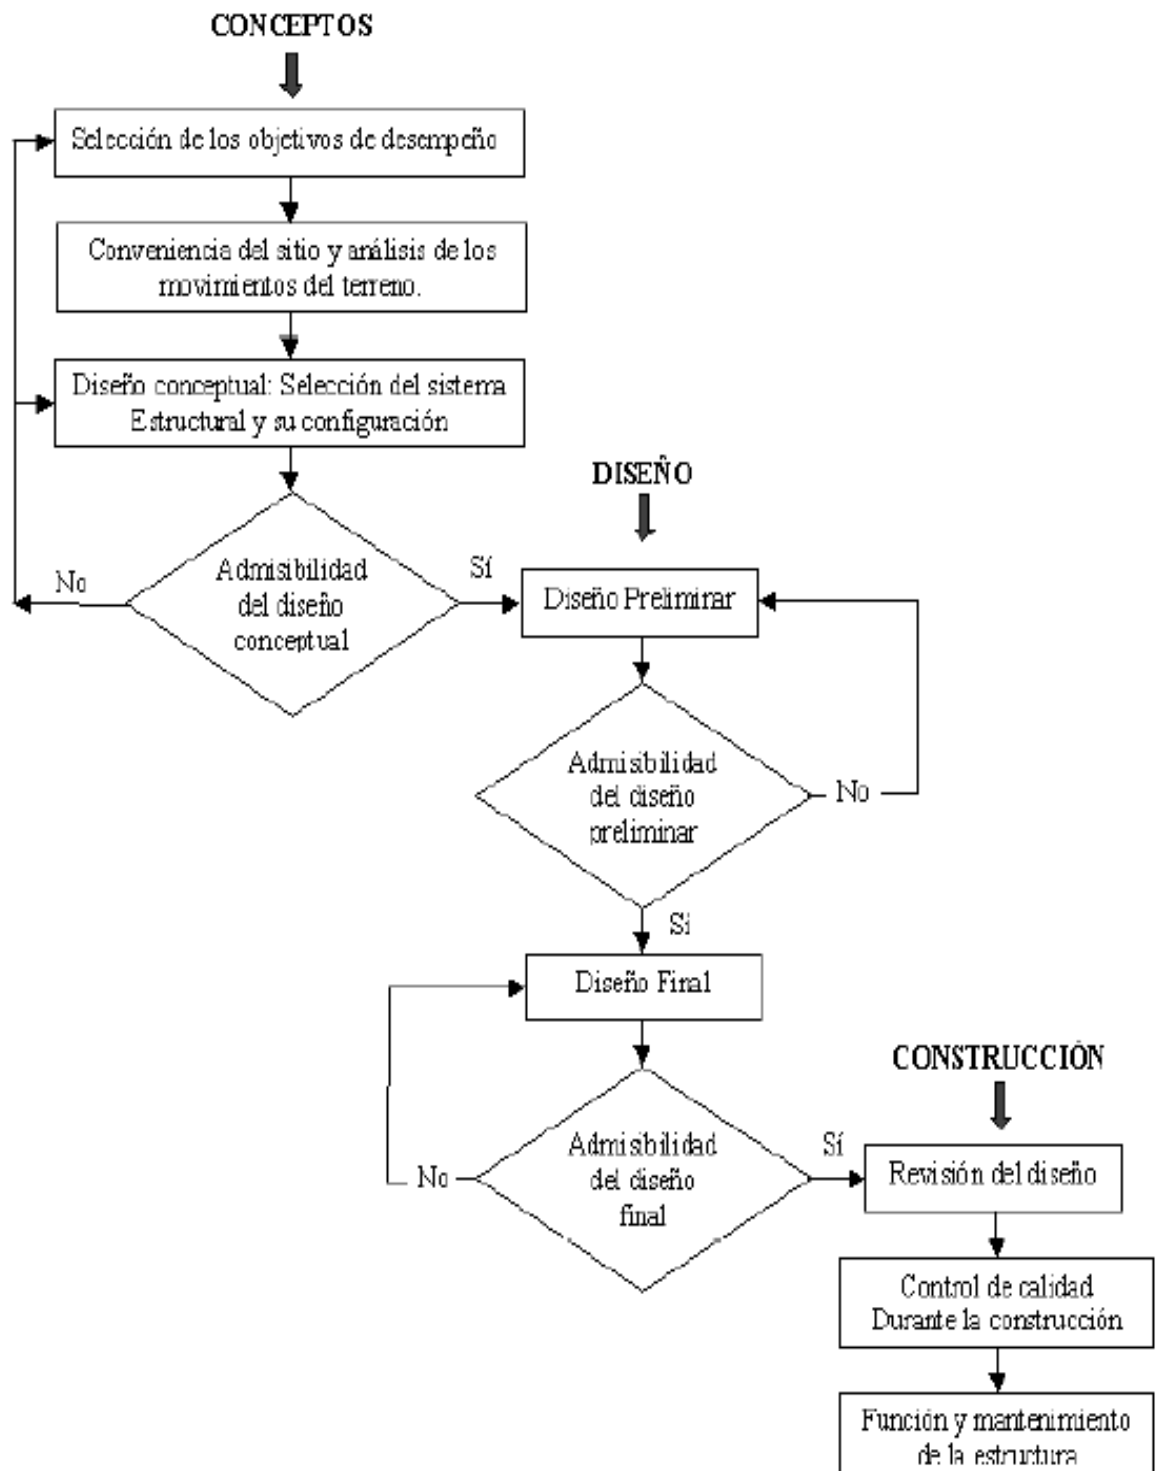 CONCEPTOS
Selección de los objetivos de desempeño
Conveniencia del sitio y análisis de los
movimientos del terreno.
Diseño conceptual: Selección del sistema
Estructural y su configuración
Admisibilidad
del diseño
conceptual
No
Sí
DISEÑO
Diseño Preliminar
Admisibilidad
del diseño
preliminar
No
Sí
Diseño Final
Admisibilidad
del diseño
final
No
Sí
CONSTRUCCIÓN
Revisión del diseño
Control de calidad
Durante la construcción
Función y mantenimiento
de la estructura